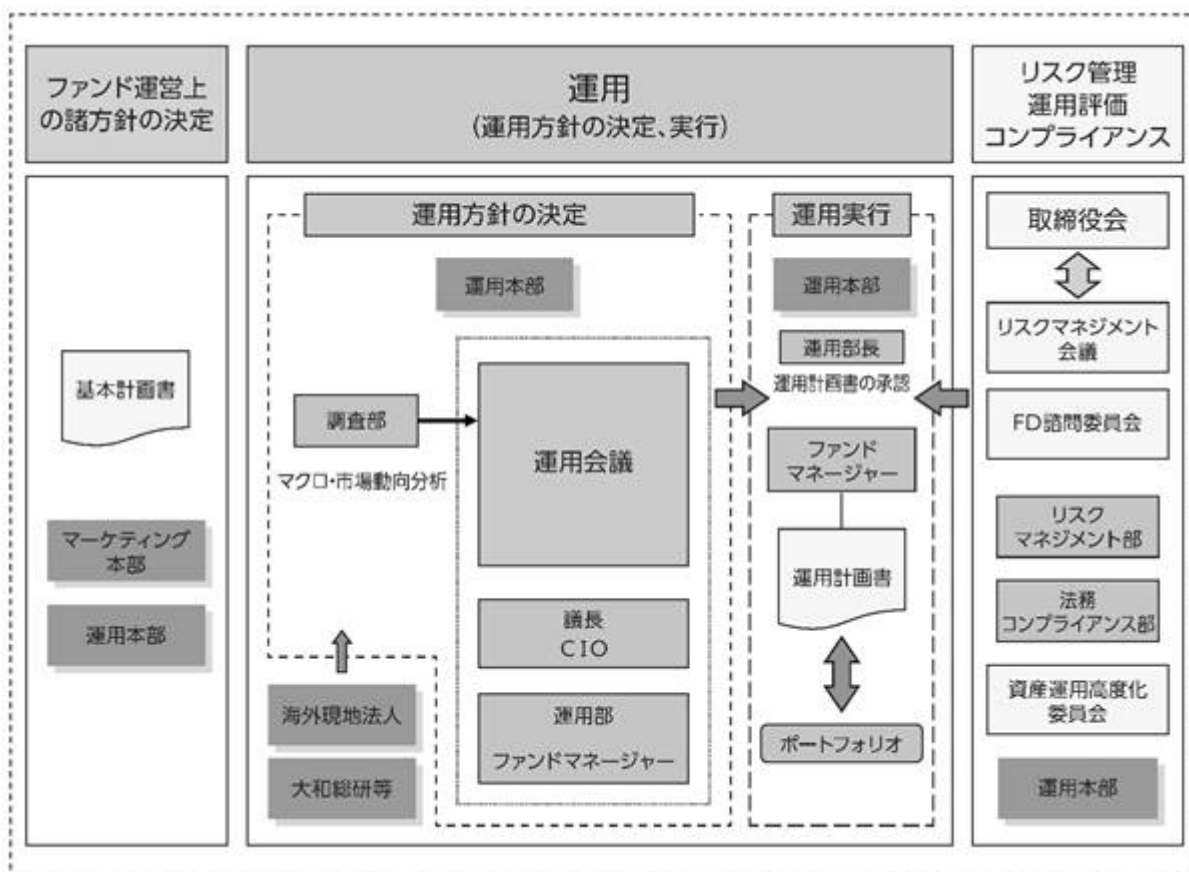 ファンド運営上
の諸方針の決定
運用
(運用方針の決定、実行)
リスク管理
運用評価
コンプライアンス
基本計画書
マーケティング
本部
運用本部
運用方針の決定
運用本部
調査部
マクロ・市場動向分析
運用会議
議長
CIO
運用部
ファンドマネージャー
海外現地法人
大和総研等
運用実行
運用本部
運用部長
運用計画書の承認
ファンド
マネージャー
運用計画書
ポートフォリオ
取締役会
リスクマネジメント
会議
FD諮問委員会
リスク
マネジメント部
法務
コンプライアンス部
資産運用高度化
委員会
運用本部